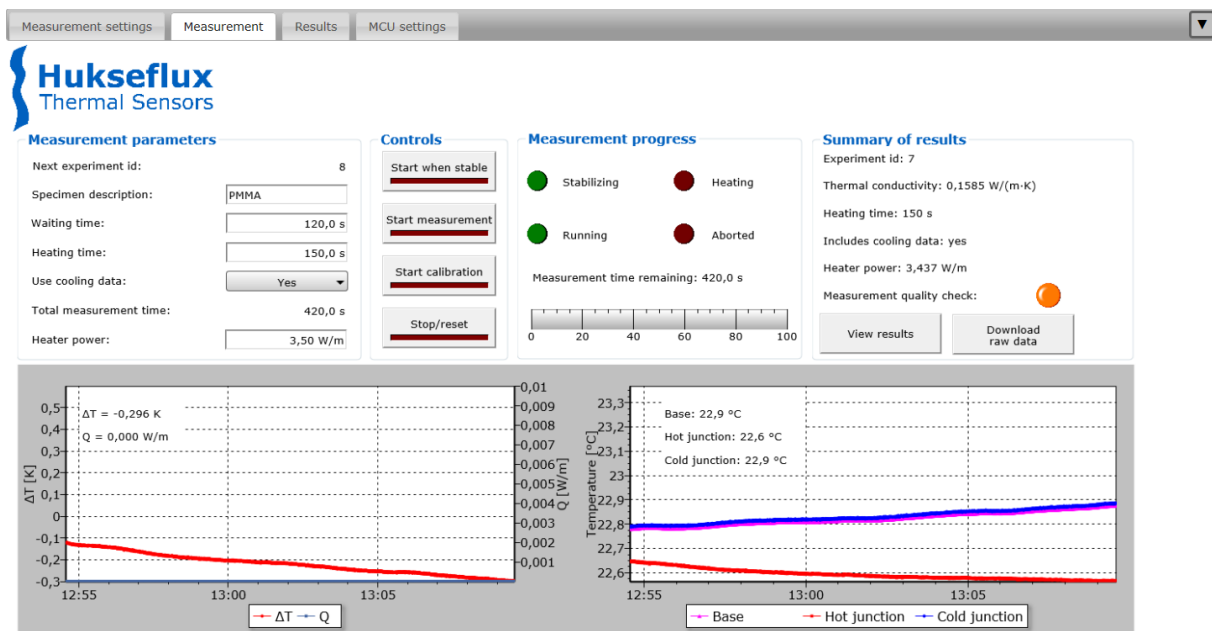 Measurement settings
Measurement
Results
MCU settings
▼
Hukseflux
Thermal Sensors
Measurement parameters
Next experiment id: 8
Specimen description: PMMA
Waiting time: 120,0 s
Heating time: 150,0 s
Use cooling data: Yes
Total measurement time: 420,0 s
Heater power: 3,50 W/m
Controls
Start when stable
Start measurement
Start calibration
Stop/reset
Measurement progress
Stabilizing
Heating
Running
Aborted
Measurement time remaining: 420,0 s
0 20 40 60 80 100
Summary of results
Experiment id: 7
Thermal conductivity: 0,1585 W/(m·K)
Heating time: 150 s
Includes cooling data: yes
Heater power: 3,437 W/m
Measurement quality check:
View results
Download
raw data
ΔT = -0,296 K
Q = 0,000 W/m
ΔT [K]
0,5
0,4
0,3
0,2
0,1
0
-0,1
-0,2
-0,3
0,01
0,009
0,008
0,007
0,006
0,005
0,004
0,003
0,002
0,001
Q [W/m]
12:55 13:00 13:05
ΔT Q
Temperature [°C]
23,3
23,2
23,1
23
22,9
22,8
22,7
22,6
Base: 22,9 °C
Hot junction: 22,6 °C
Cold junction: 22,9 °C
12:55 13:00 13:05
Base Hot junction Cold junction